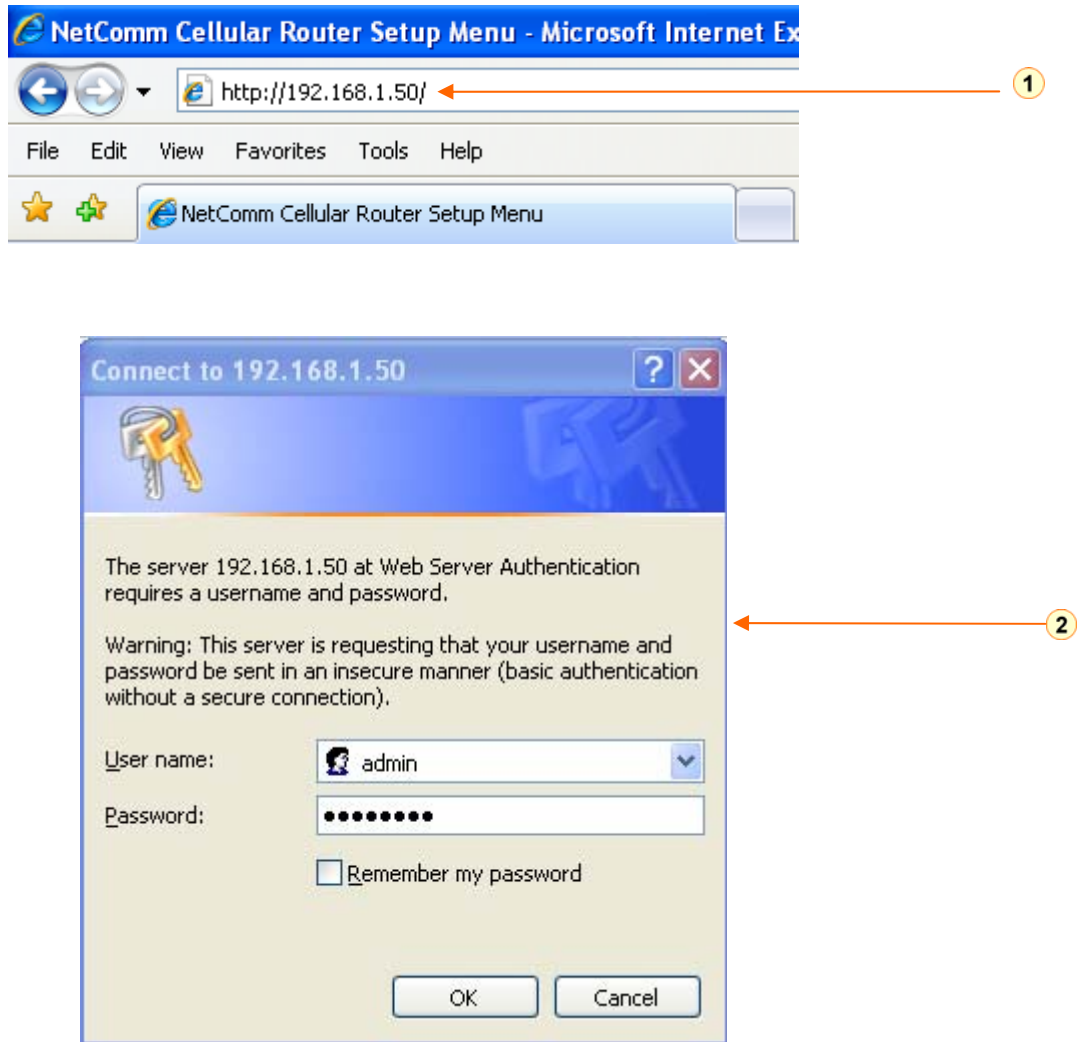 NetComm Cellular Router Setup Menu - Microsoft Internet Ex
http://192.168.1.50/
1
File Edit View Favorites Tools Help
NetComm Cellular Router Setup Menu
Connect to 192.168.1.50
The server 192.168.1.50 at Web Server Authentication
requires a username and password.
Warning: This server is requesting that your username and
password be sent in an insecure manner (basic authentication
without a secure connection).
2
User name: admin
Password: ••••••••
Remember my password
OK Cancel